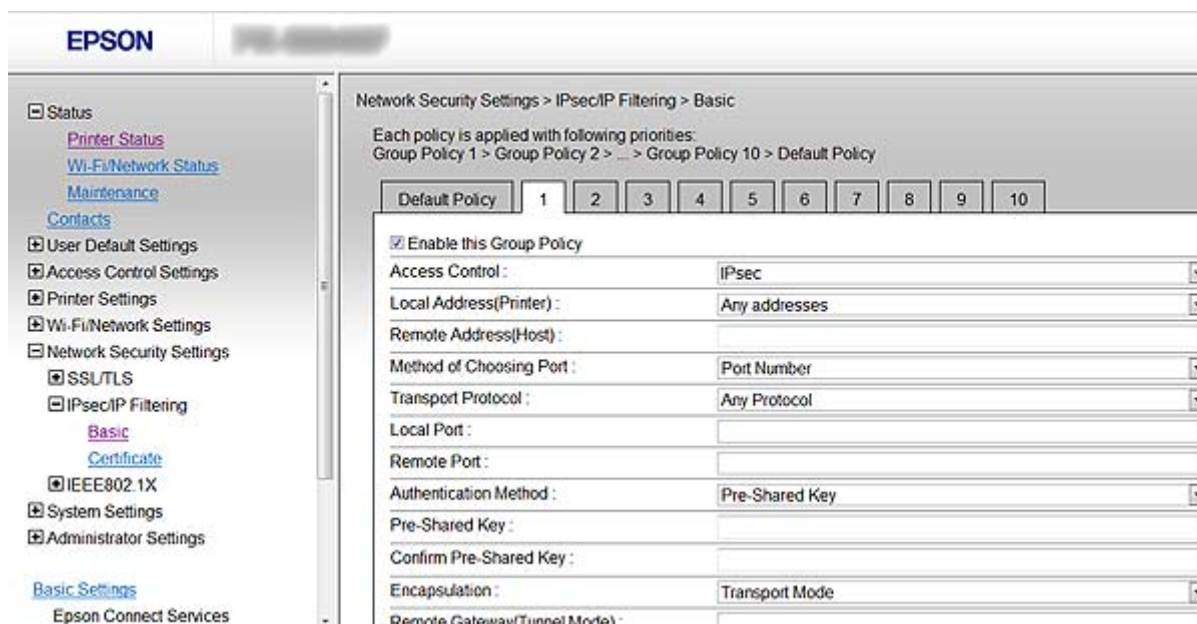 EPSON
Status
Printer Status
Wi-Fi/Network Status
Maintenance
Contacts
User Default Settings
Access Control Settings
Printer Settings
Wi-Fi/Network Settings
Network Security Settings
SSL/TLS
IPsec/IP Filtering
Basic
Certificate
IEEE802.1X
System Settings
Administrator Settings
Basic Settings
Epson Connect Services
Network Security Settings > IPsec/IP Filtering > Basic
Each policy is applied with following priorities:
Group Policy 1 > Group Policy 2 > ... > Group Policy 10 > Default Policy
Default Policy 1 2 3 4 5 6 7 8 9 10
Enable this Group Policy
Access Control : IPsec
Local Address(Printer) : Any addresses
Remote Address(Host) :
Method of Choosing Port : Port Number
Transport Protocol : Any Protocol
Local Port :
Remote Port :
Authentication Method : Pre-Shared Key
Pre-Shared Key :
Confirm Pre-Shared Key :
Encapsulation : Transport Mode
Remote Gateway(Tunnel Mode) :